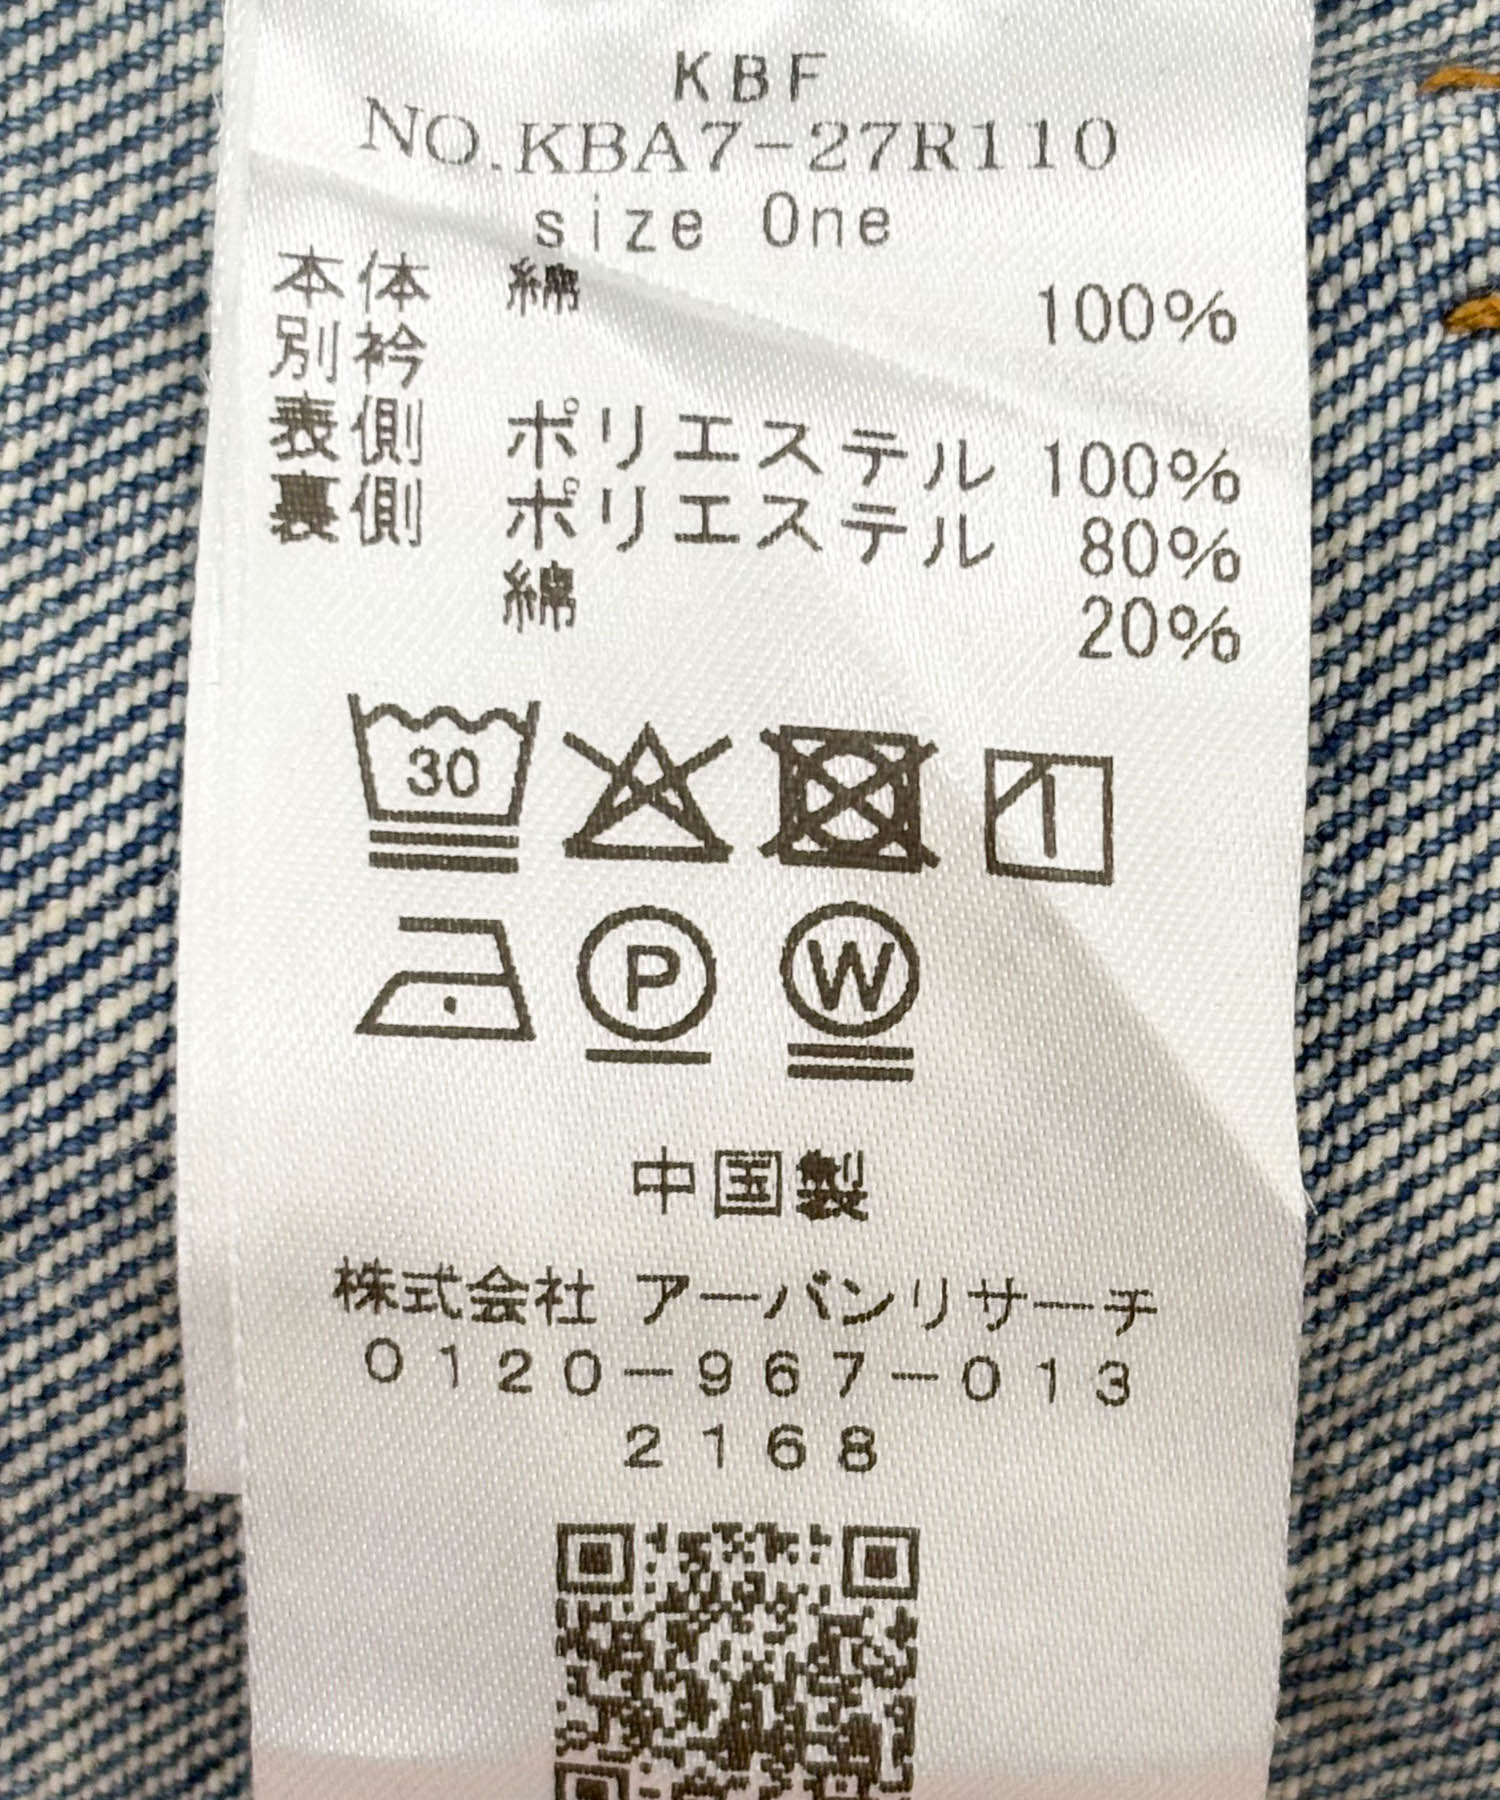 KBF
NO.KBA7-27R110
size One
本体 綿 100%
別衿
表側 ポリエステル 100%
裏側 ポリエステル 80%
綿 20%
30
P W
中国製
株式会社 アーバンリサーチ
0120-967-013
2168